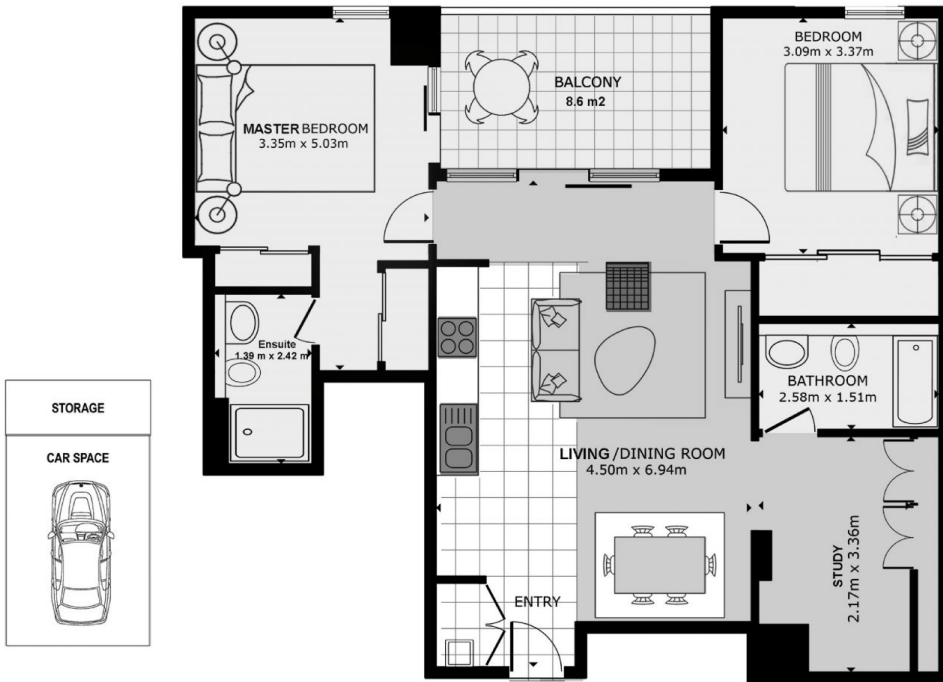 BEDROOM
3.09m x 3.37m
BALCONY
8.6 m2
MASTER BEDROOM
3.35m x 5.03m
Ensuite
1.39 m x 2.42 m
BATHROOM
2.58m x 1.51m
STORAGE
CAR SPACE
LIVING /DINING ROOM
4.50m x 6.94m
STUDY
2.17m x 3.36m
ENTRY